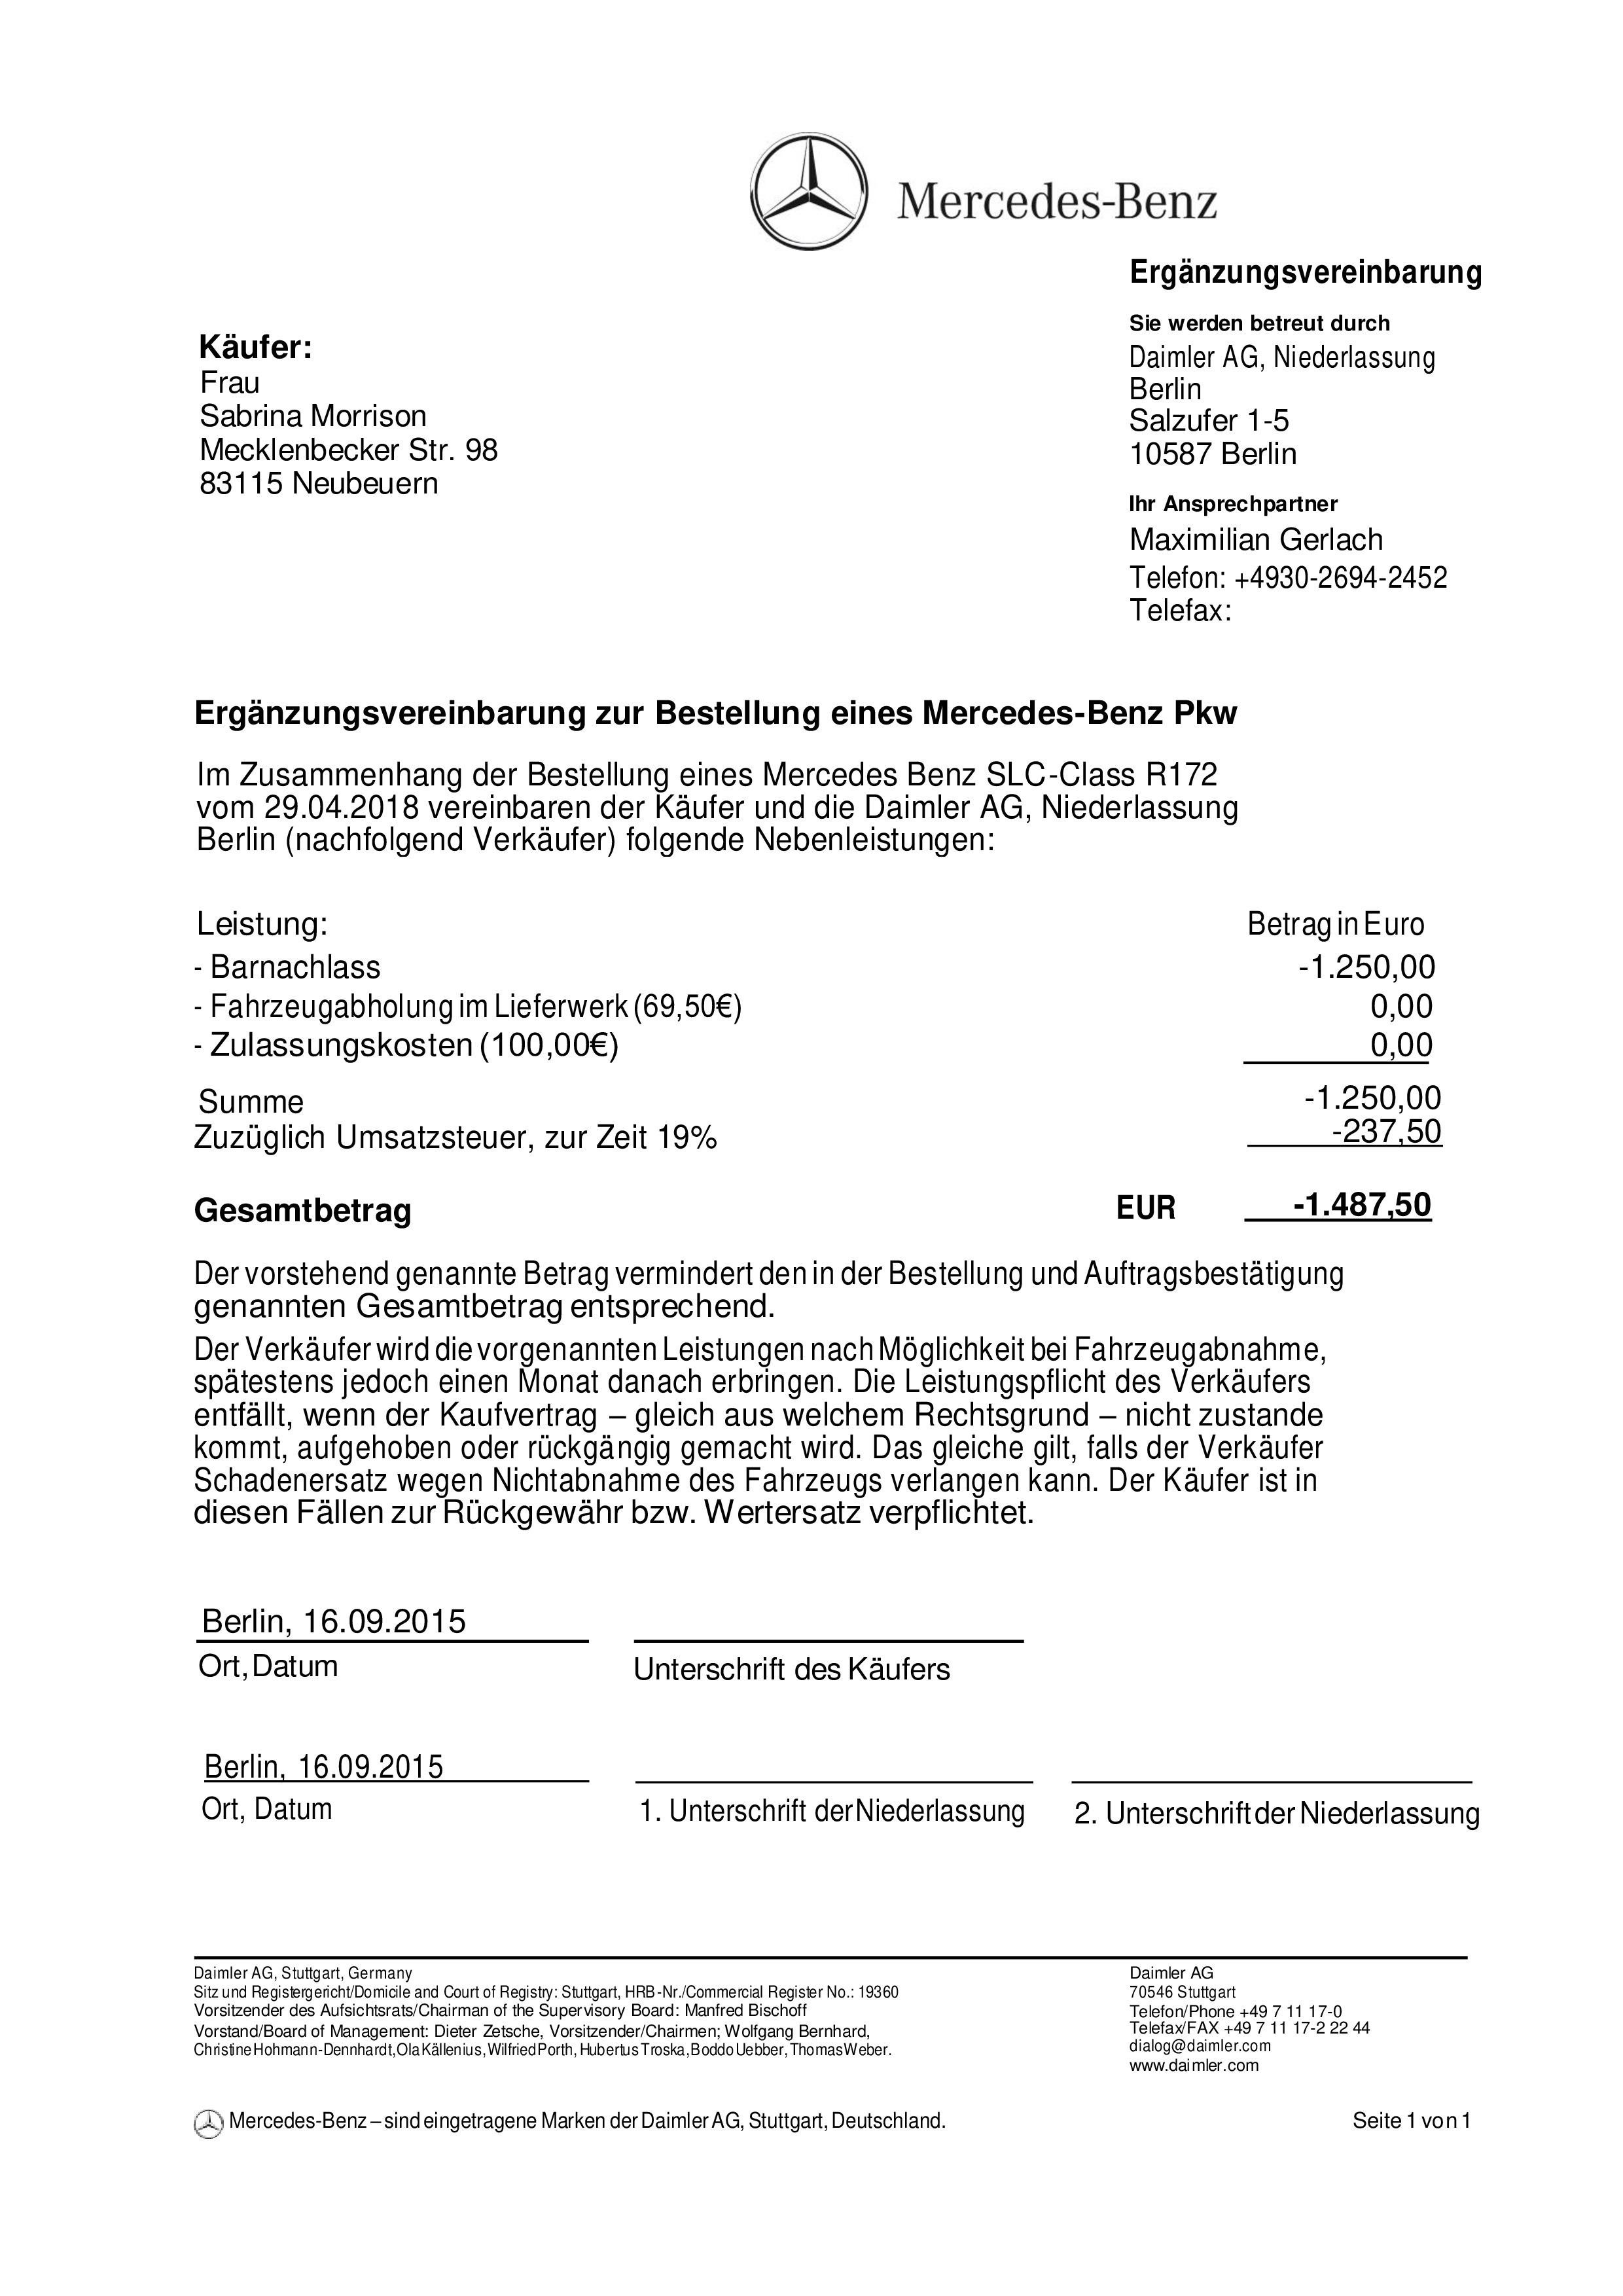 Mercedes-Benz
Ergänzungsvereinbarung
Sie werden betreut durch
Daimler AG, Niederlassung
Berlin
Salzufer 1-5
10587 Berlin
Ihr Ansprechpartner
Maximilian Gerlach
Telefon: +4930-2694-2452
Telefax:
Käufer:
Frau
Sabrina Morrison
Mecklenbecker Str. 98
83115 Neubeuern
Ergänzungsvereinbarung zur Bestellung eines Mercedes-Benz Pkw
Im Zusammenhang der Bestellung eines Mercedes Benz SLC-Class R172
vom 29.04.2018 vereinbaren der Käufer und die Daimler AG, Niederlassung
Berlin (nachfolgend Verkäufer) folgende Nebenleistungen:
Leistung: Betrag in Euro
- Barnachlass -1.250,00
- Fahrzeugabholung im Lieferwerk (69,50€) 0,00
- Zulassungskosten (100,00€) 0,00
Summe -1.250,00
Zuzüglich Umsatzsteuer, zur Zeit 19% -237,50
Gesamtbetrag EUR -1.487,50
Der vorstehend genannte Betrag vermindert den in der Bestellung und Auftragsbestätigung
genannten Gesamtbetrag entsprechend.
Der Verkäufer wird die vorgenannten Leistungen nach Möglichkeit bei Fahrzeugabnahme,
spätestens jedoch einen Monat danach erbringen. Die Leistungspflicht des Verkäufers
entfällt, wenn der Kaufvertrag – gleich aus welchem Rechtsgrund – nicht zustande
kommt, aufgehoben oder rückgängig gemacht wird. Das gleiche gilt, falls der Verkäufer
Schadenersatz wegen Nichtabnahme des Fahrzeugs verlangen kann. Der Käufer ist in
diesen Fällen zur Rückgewähr bzw. Wertersatz verpflichtet.
Berlin, 16.09.2015
Ort, Datum Unterschrift des Käufers
Berlin, 16.09.2015
Ort, Datum 1. Unterschrift der Niederlassung 2. Unterschrift der Niederlassung
Daimler AG, Stuttgart, Germany
Sitz und Registergericht/Domicile and Court of Registry: Stuttgart, HRB-Nr./Commercial Register No.: 19360
Vorsitzender des Aufsichtsrats/Chairman of the Supervisory Board: Manfred Bischoff
Vorstand/Board of Management: Dieter Zetsche, Vorsitzender/Chairmen; Wolfgang Bernhard,
Christine Hohmann-Dennhardt, Ola Källenius, Wilfried Porth, Hubertus Troska, Boddo Uebber, Thomas Weber.
Daimler AG
70546 Stuttgart
Telefon/Phone +49 7 11 17-0
Telefax/FAX +49 7 11 17-2 22 44
dialog@daimler.com
www.daimler.com
Mercedes-Benz – sind eingetragene Marken der Daimler AG, Stuttgart, Deutschland. Seite 1 von 1